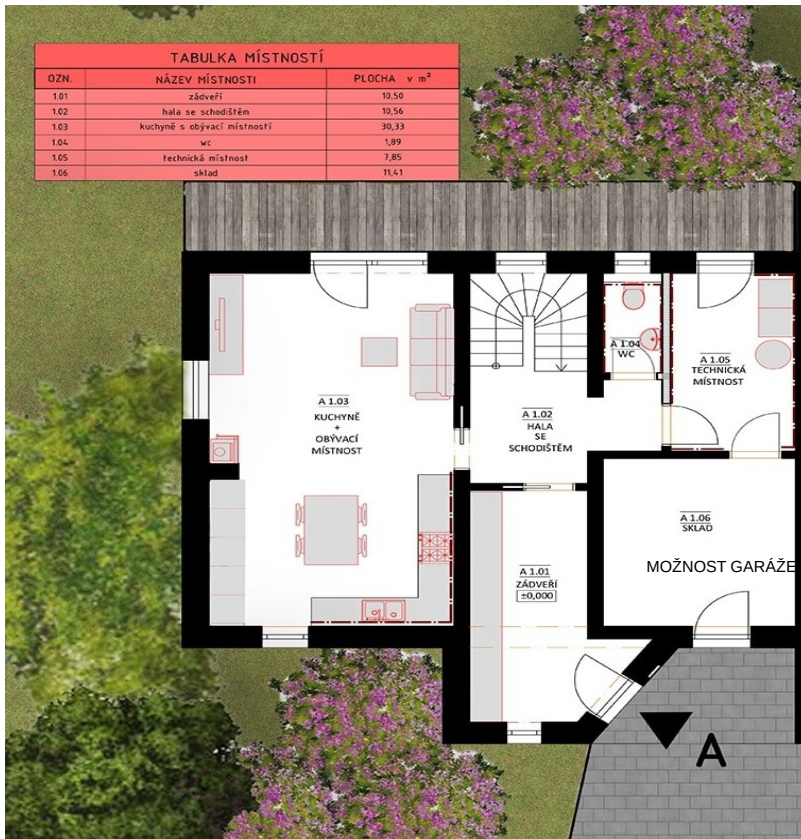 TABULKA MÍSTNOSTÍ
OZN. NÁZEV MÍSTNOSTI PLOCHA v m²
1.01 zádveří 10,50
1.02 hala se schodištěm 10,56
1.03 kuchyně s obývací místností 30,33
1.04 wc 1,89
1.05 technická místnost 7,85
1.06 sklad 11,41
A 1.04
WC
A 1.05
TECHNICKÁ
MÍSTNOST
A 1.03
KUCHYNĚ
+
OBÝVACÍ
MÍSTNOST
A 1.02
HALA
SE
SCHODIŠTĚM
A 1.06
SKLAD
MOŽNOST GARÁŽE
A 1.01
ZÁDVEŘÍ
±0,000
A